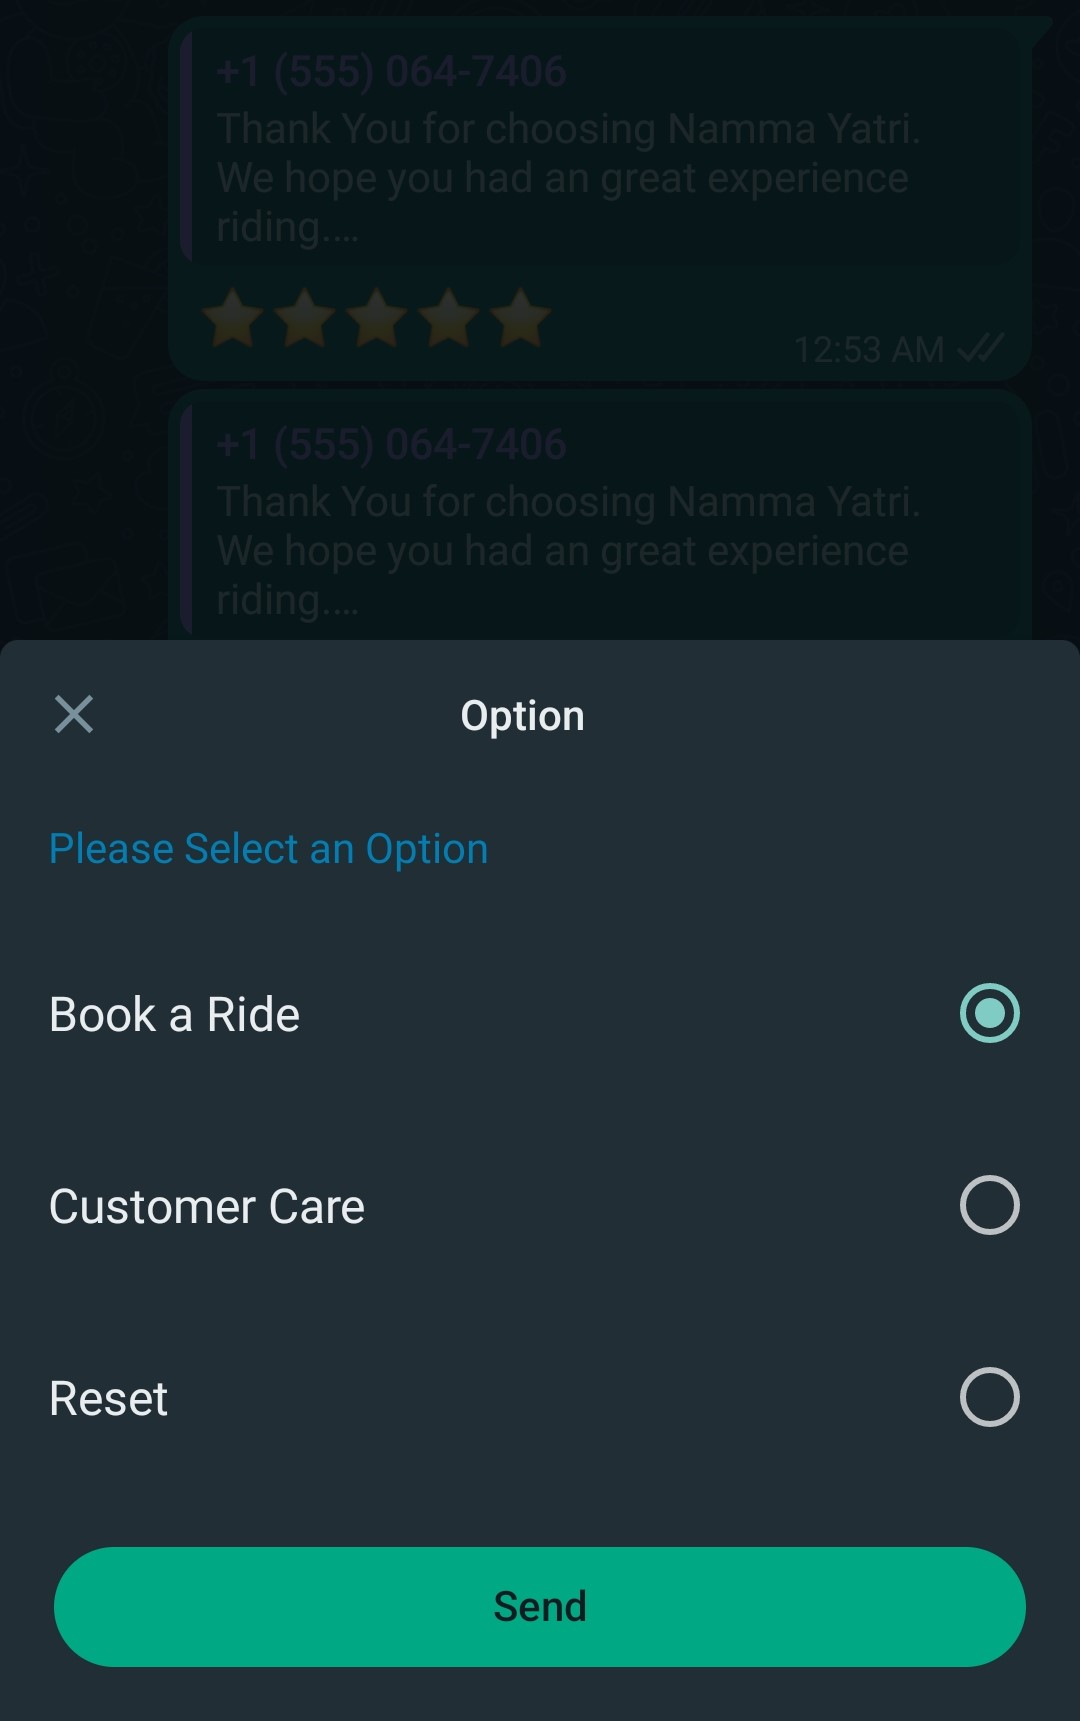 +1 (555) 064-7406
Thank You for choosing Namma Yatri.
We hope you had an great experience
riding.…
12:53 AM
+1 (555) 064-7406
Thank You for choosing Namma Yatri.
We hope you had an great experience
riding.…
Option
Please Select an Option
Book a Ride
Customer Care
Reset
Send